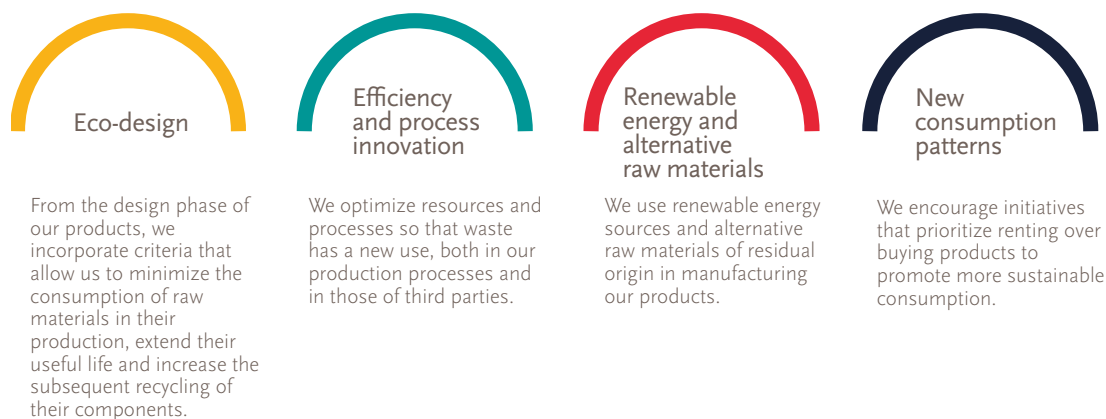 Eco-design
From the design phase of
our products, we
incorporate criteria that
allow us to minimize the
consumption of raw
materials in their
production, extend their
useful life and increase the
subsequent recycling of
their components.
Efficiency
and process
innovation
We optimize resources and
processes so that waste
has a new use, both in our
production processes and
in those of third parties.
Renewable
energy and
alternative
raw materials
We use renewable energy
sources and alternative
raw materials of residual
origin in manufacturing
our products.
New
consumption
patterns
We encourage initiatives
that prioritize renting over
buying products to
promote more sustainable
consumption.